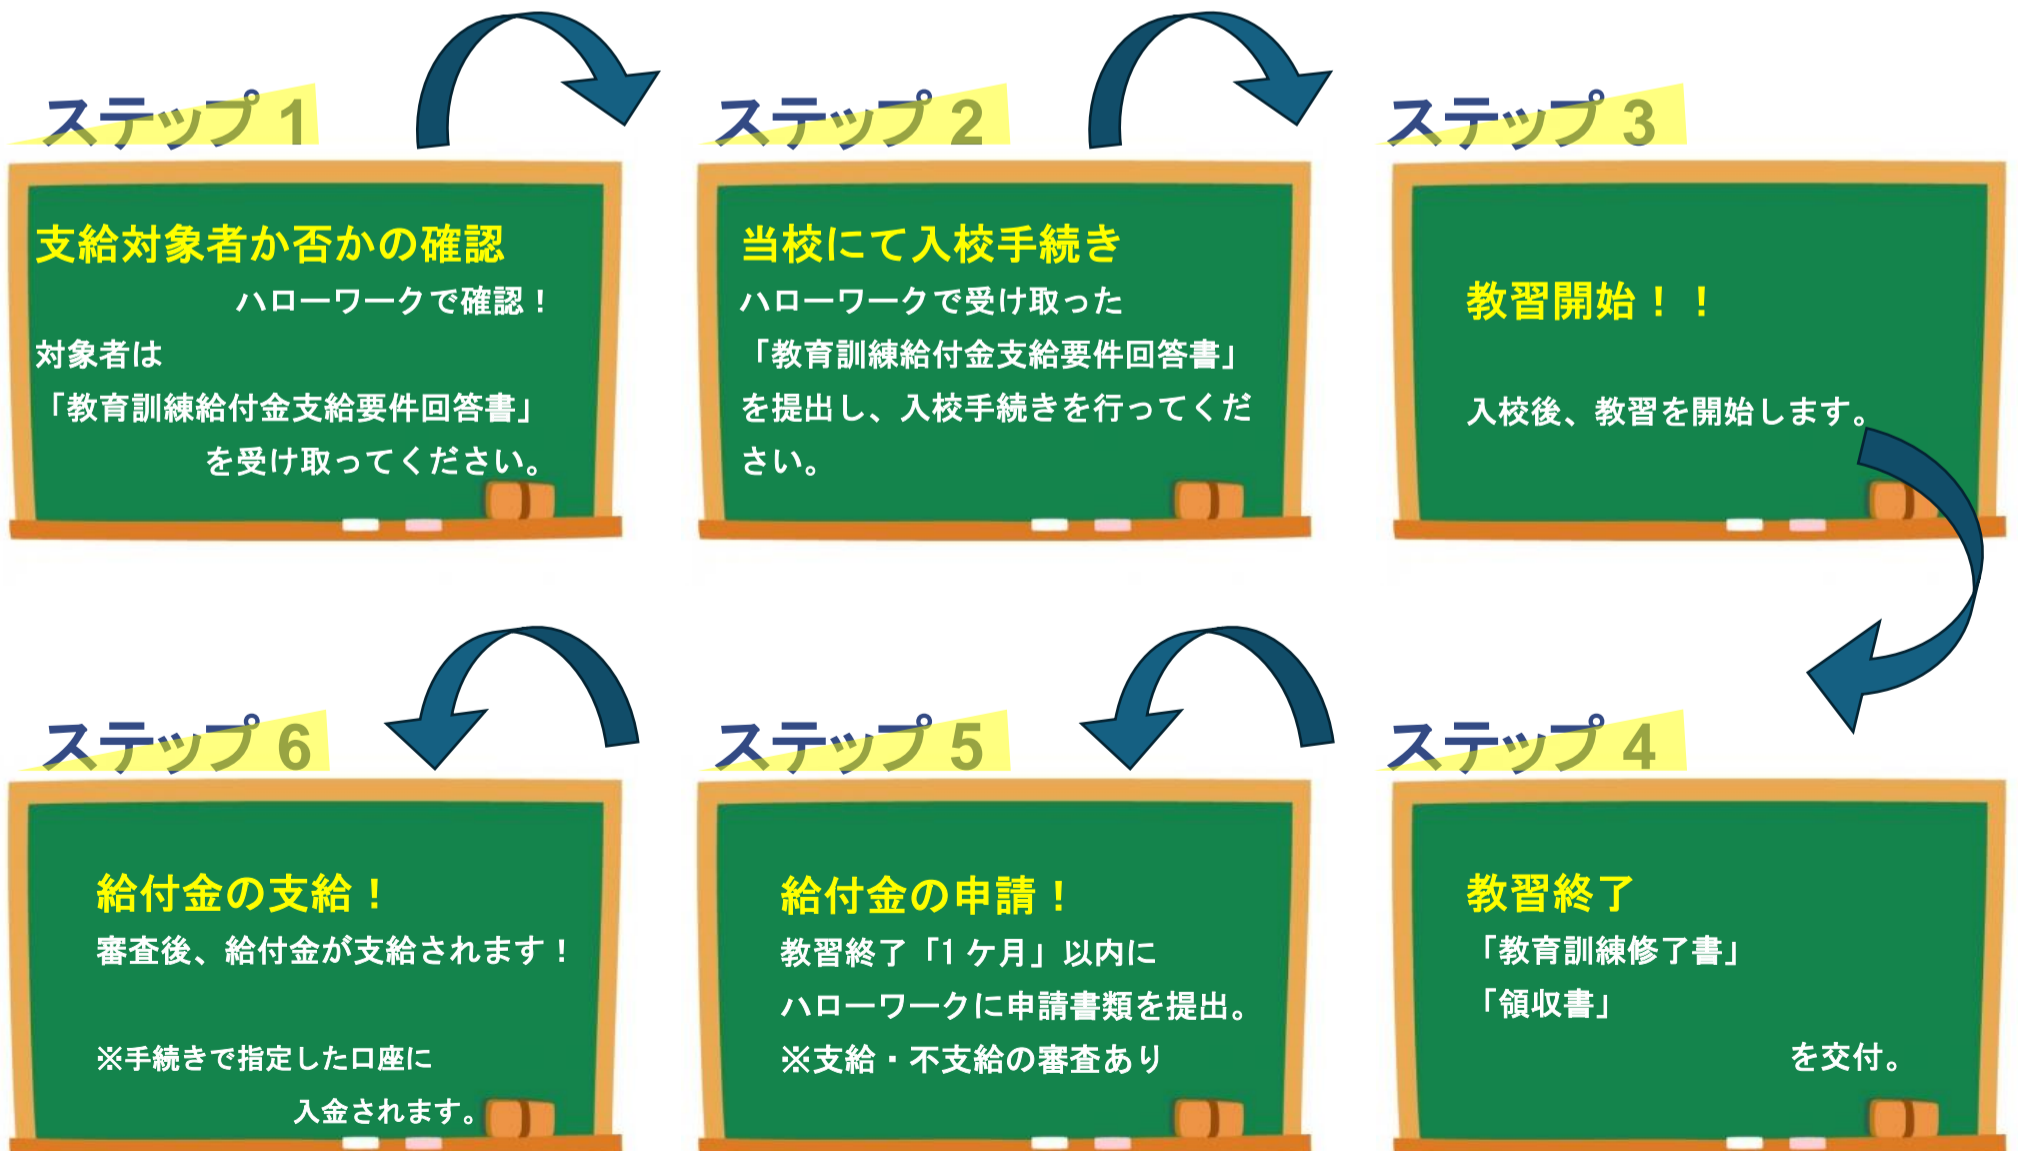 ステップ 1
支給対象者か否かの確認
ハローワークで確認！
対象者は
「教育訓練給付金支給要件回答書」
を受け取ってください。
ステップ 2
当校にて入校手続き
ハローワークで受け取った
「教育訓練給付金支給要件回答書」
を提出し、入校手続きを行ってくだ
さい。
ステップ 3
教習開始！！
入校後、教習を開始します。
ステップ 4
教習終了
「教育訓練修了書」
「領収書」
を交付。
ステップ 5
給付金の申請！
教習終了「1 ケ月」以内に
ハローワークに申請書類を提出。
※支給・不支給の審査あり
ステップ 6
給付金の支給！
審査後、給付金が支給されます！
※手続きで指定した口座に
入金されます。